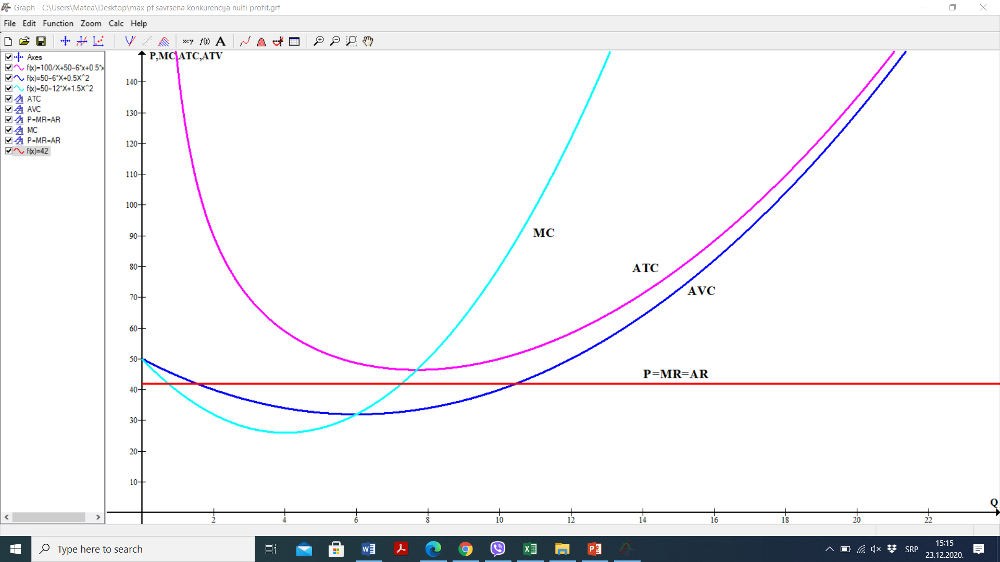 Graph - C:\Users\Matea\Desktop\max pf savrsena konkurencija nulti profit.grf
File Edit Function Zoom Calc Help
Axes
f(x)=100/X+50-6*x+0.5*x
f(x)=50-6*X+0.5X^2
f(x)=50-12*X+1.5X^2
ATC
AVC
P=MR=AR
MC
P=MR=AR
f(x)=42
P,MC,ATC,ATV
140
130
120
110
100
90
80
70
60
50
40
30
20
10
MC
ATC
AVC
P=MR=AR
Q
2 4 6 8 10 12 14 16 18 20 22
Type here to search
SRP
15:15
23.12.2020.